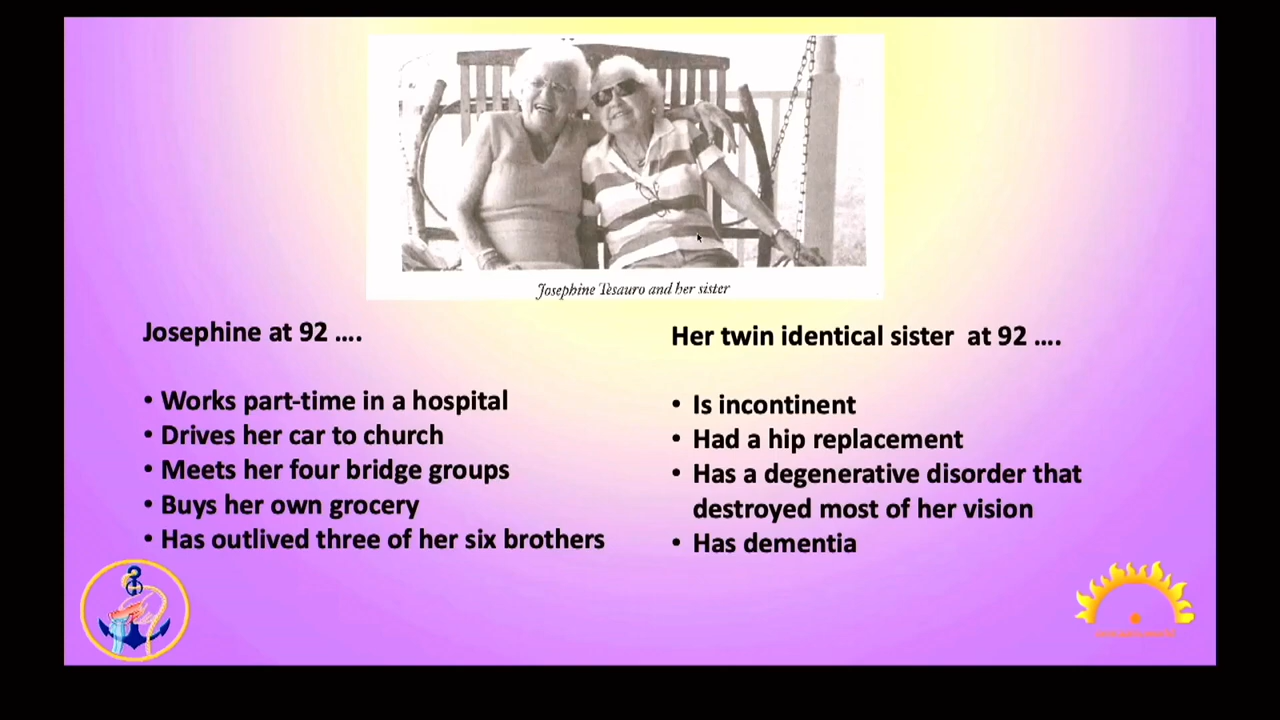 Josephine Tesauro and her sister
Josephine at 92 ....
• Works part-time in a hospital
• Drives her car to church
• Meets her four bridge groups
• Buys her own grocery
• Has outlived three of her six brothers
Her twin identical sister at 92 ....
• Is incontinent
• Had a hip replacement
• Has a degenerative disorder that
destroyed most of her vision
• Has dementia